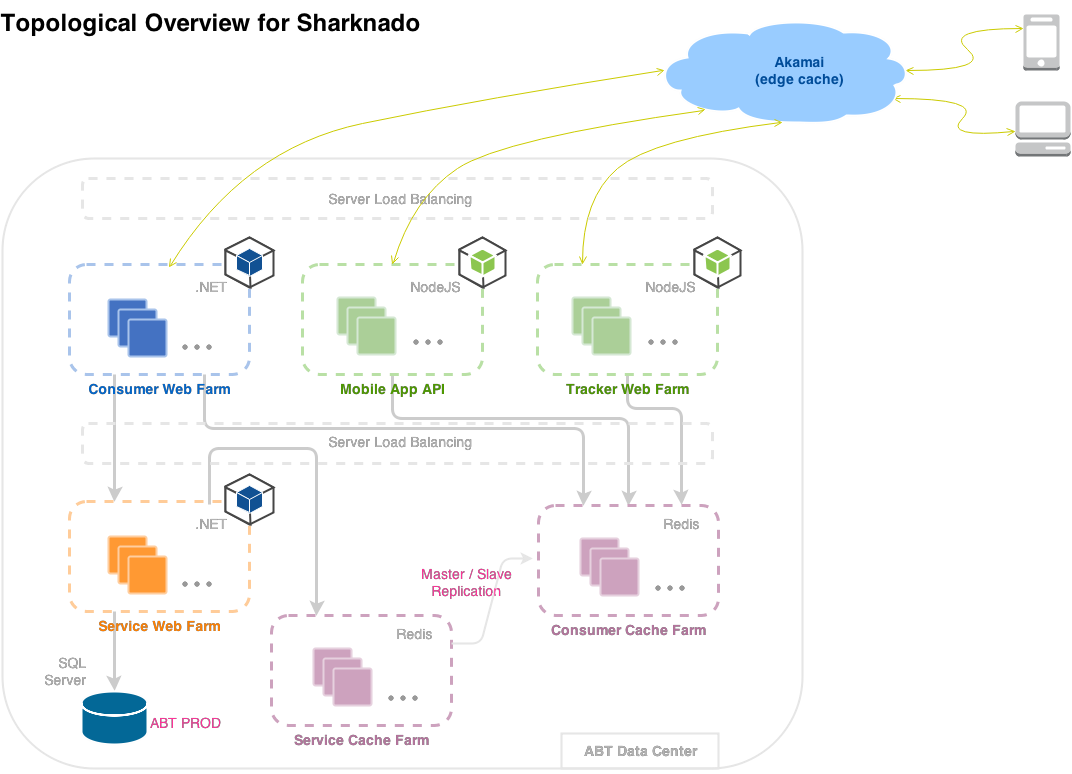 Topological Overview for Sharknado
Akamai
(edge cache)
Server Load Balancing
.NET
NodeJS
NodeJS
Consumer Web Farm
Mobile App API
Tracker Web Farm
Server Load Balancing
.NET
Redis
Master / Slave
Replication
Service Web Farm
Consumer Cache Farm
Redis
SQL
Server
ABT PROD
Service Cache Farm
ABT Data Center